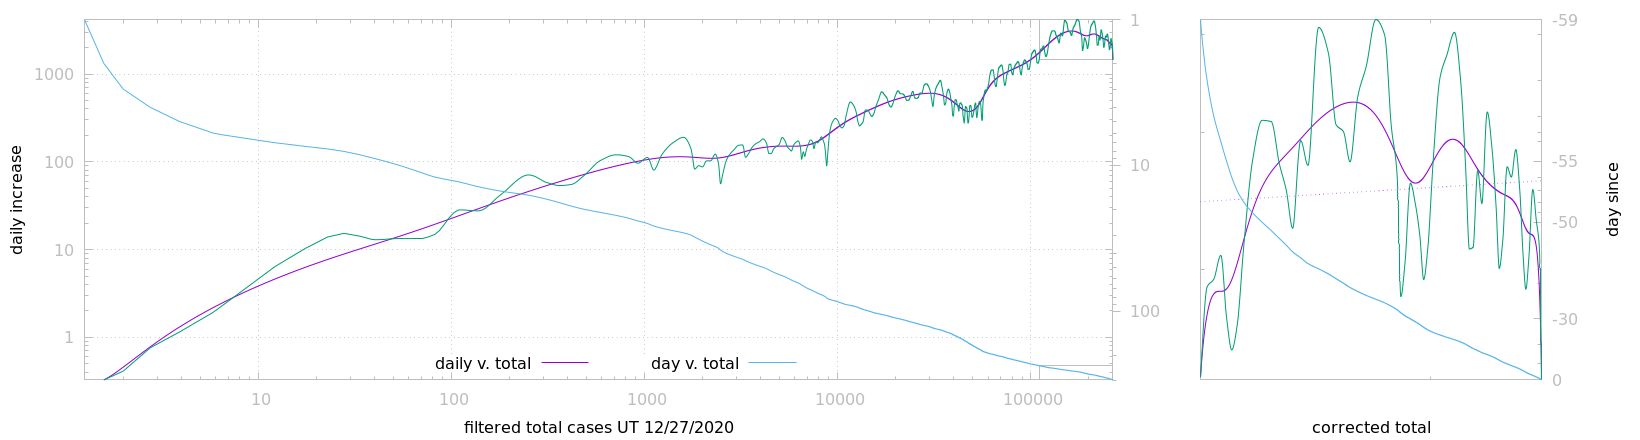 daily increase
1000
100
10
1
10
100
1000
10000
100000
1
10
100
daily v. total
day v. total
filtered total cases UT 12/27/2020
-59
-55
-50
-30
0
day since
corrected total